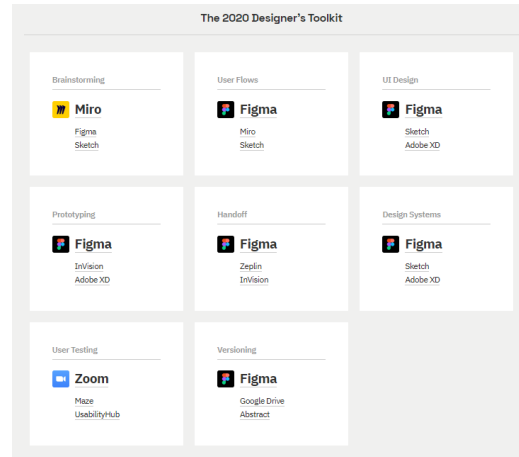 The 2020 Designer's Toolkit
Brainstorming
Miro
Figma
Sketch
User Flows
Figma
Miro
Sketch
UI Design
Figma
Sketch
Adobe XD
Prototyping
Figma
InVision
Adobe XD
Handoff
Figma
Zeplin
InVision
Design Systems
Figma
Sketch
Adobe XD
User Testing
Zoom
Maze
UsabilityHub
Versioning
Figma
Google Drive
Abstract